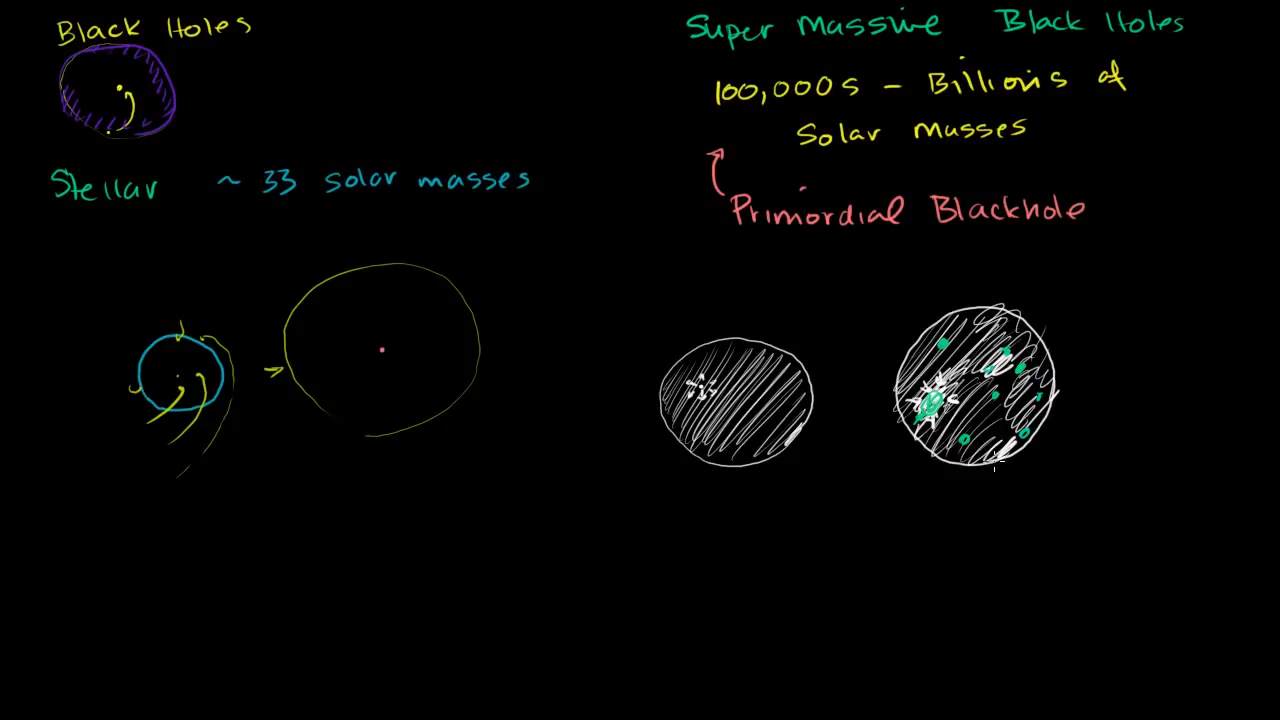 Black Holes
Stellar ~ 33 solar masses
Super Massive Black Holes
100,000s - Billions of
Solar Masses
Primordial Blackhole